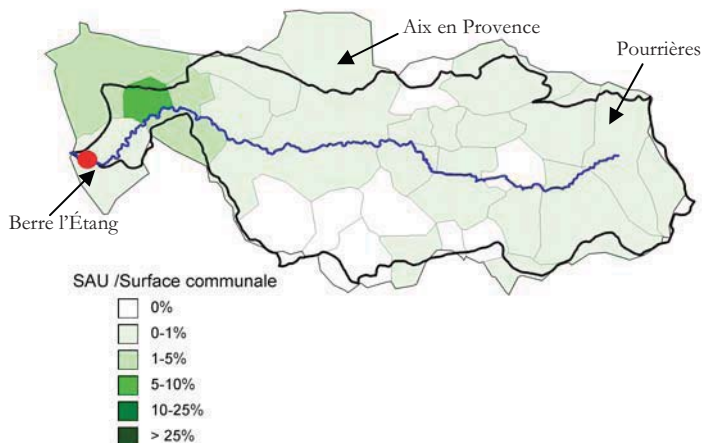 Aix en Provence
Pourrières
Berre l'Étang
SAU /Surface communale
0%
0-1%
1-5%
5-10%
10-25%
> 25%